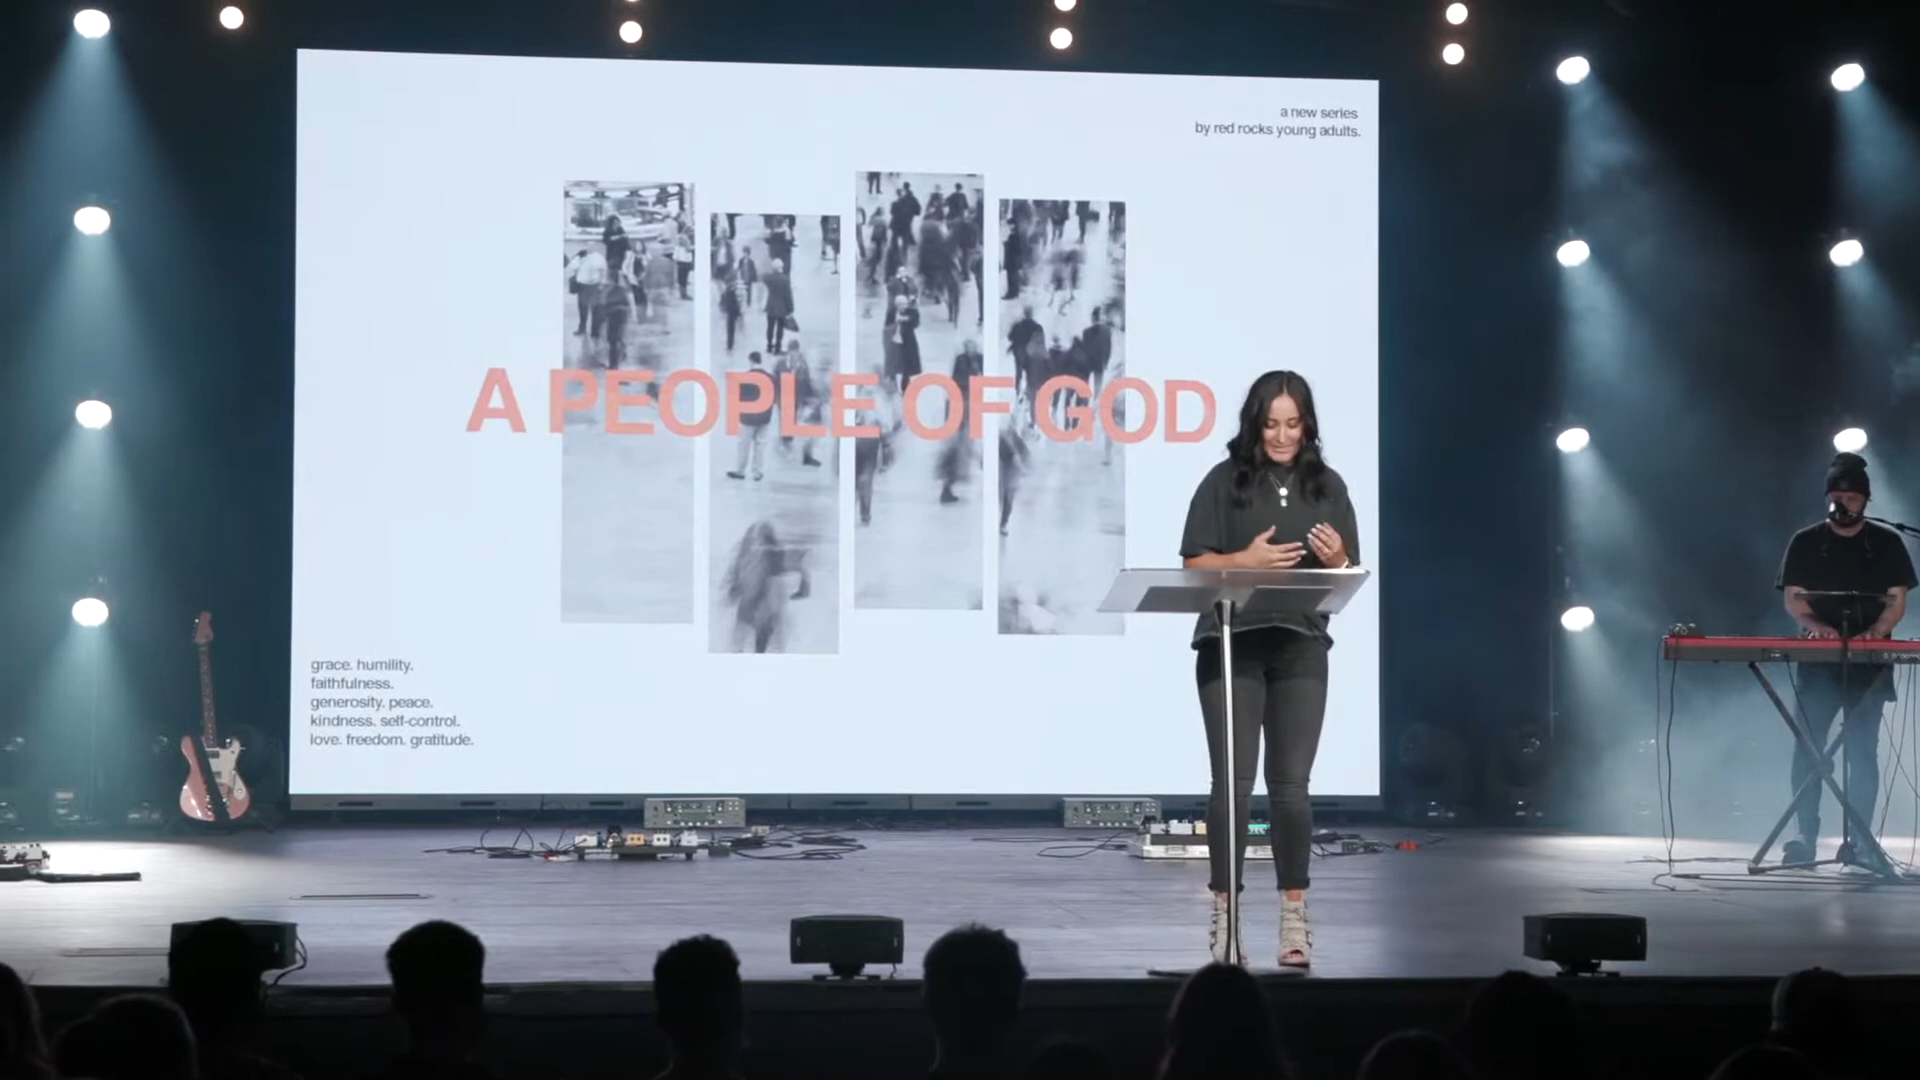 a new series
by red rocks young adults.
A PEOPLE OF GOD
grace. humility.
faithfulness.
generosity. peace.
kindness. self-control.
love. freedom. gratitude.